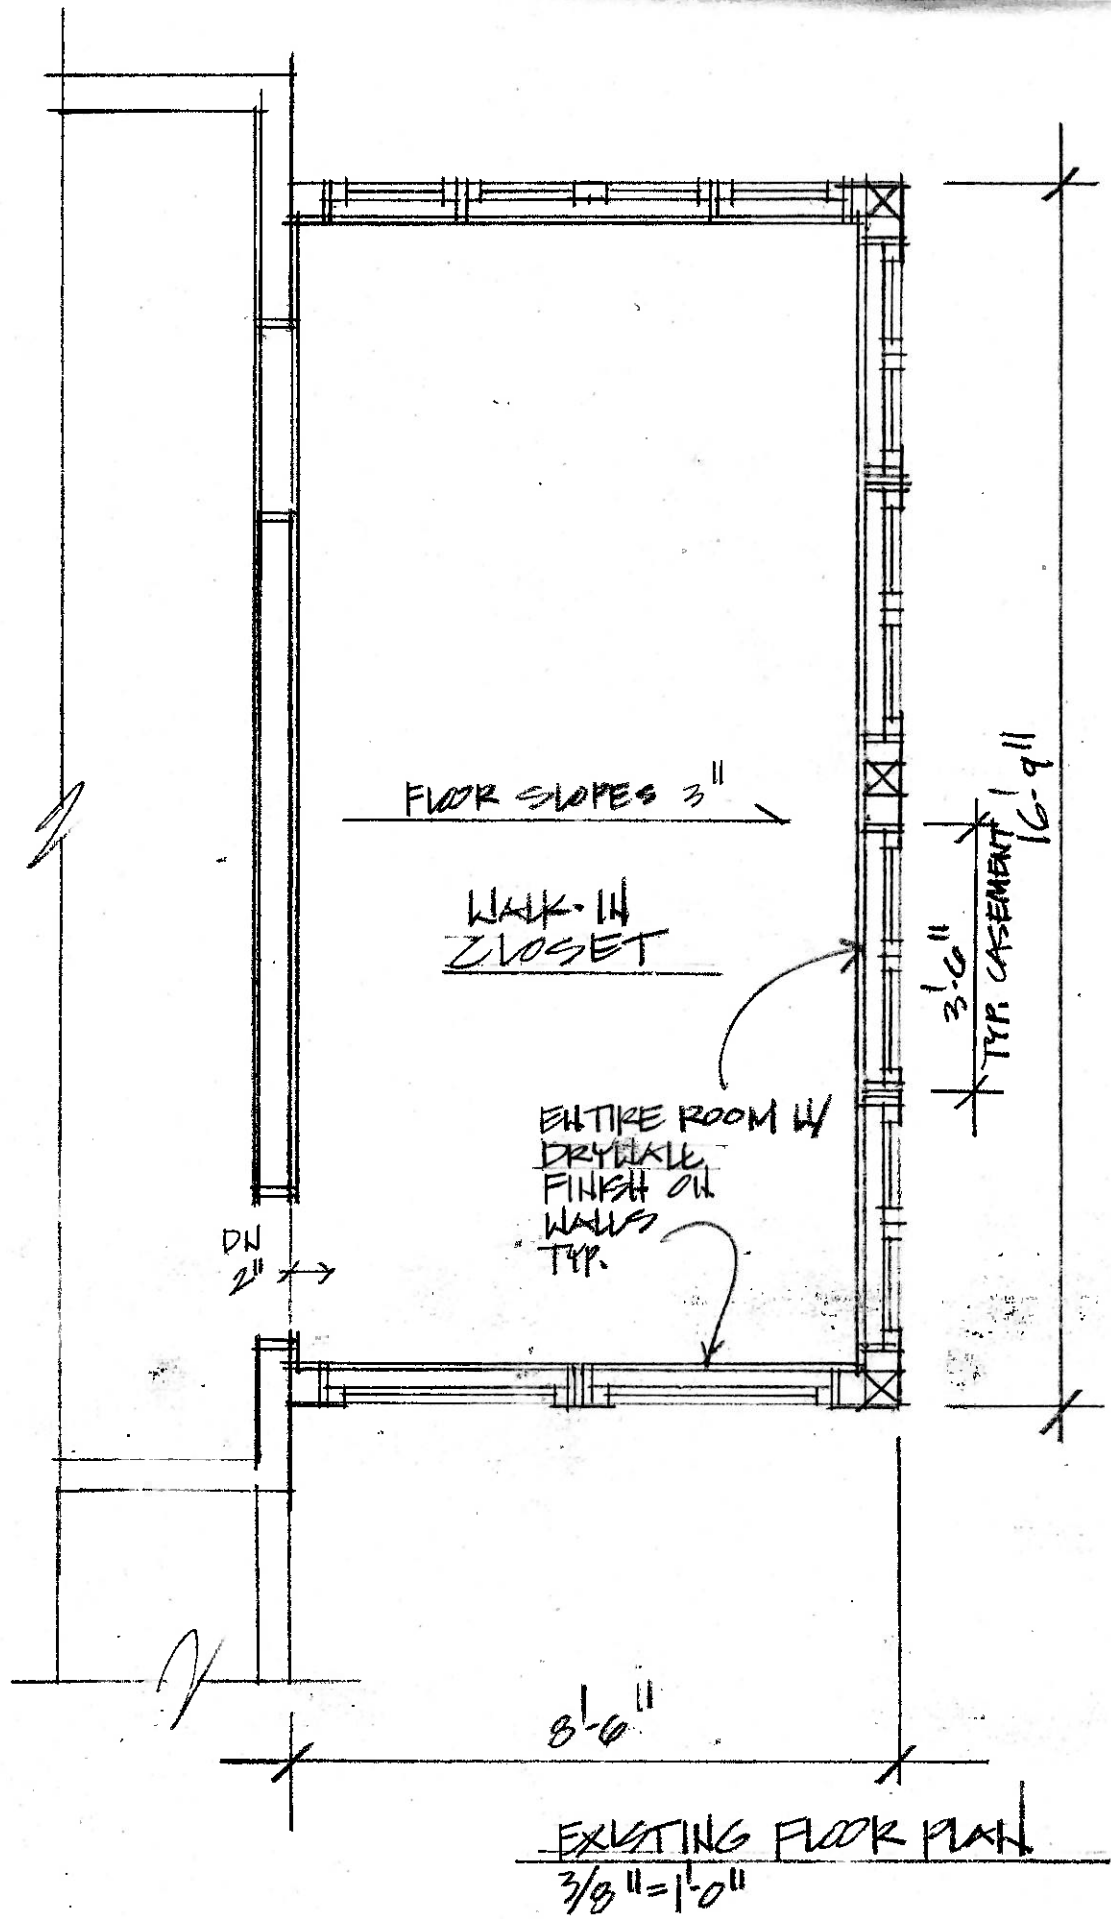 FLOOR SLOPES 3"
WALK-IN
CLOSET
16'-9"
3'-6"
TYP. CASEMENT
ENTIRE ROOM W/
DRYWALL
FINISH ON
WALLS
TYP.
DN
2"
8'-6"
EXISTING FLOOR PLAN
3/8"=1'-0"